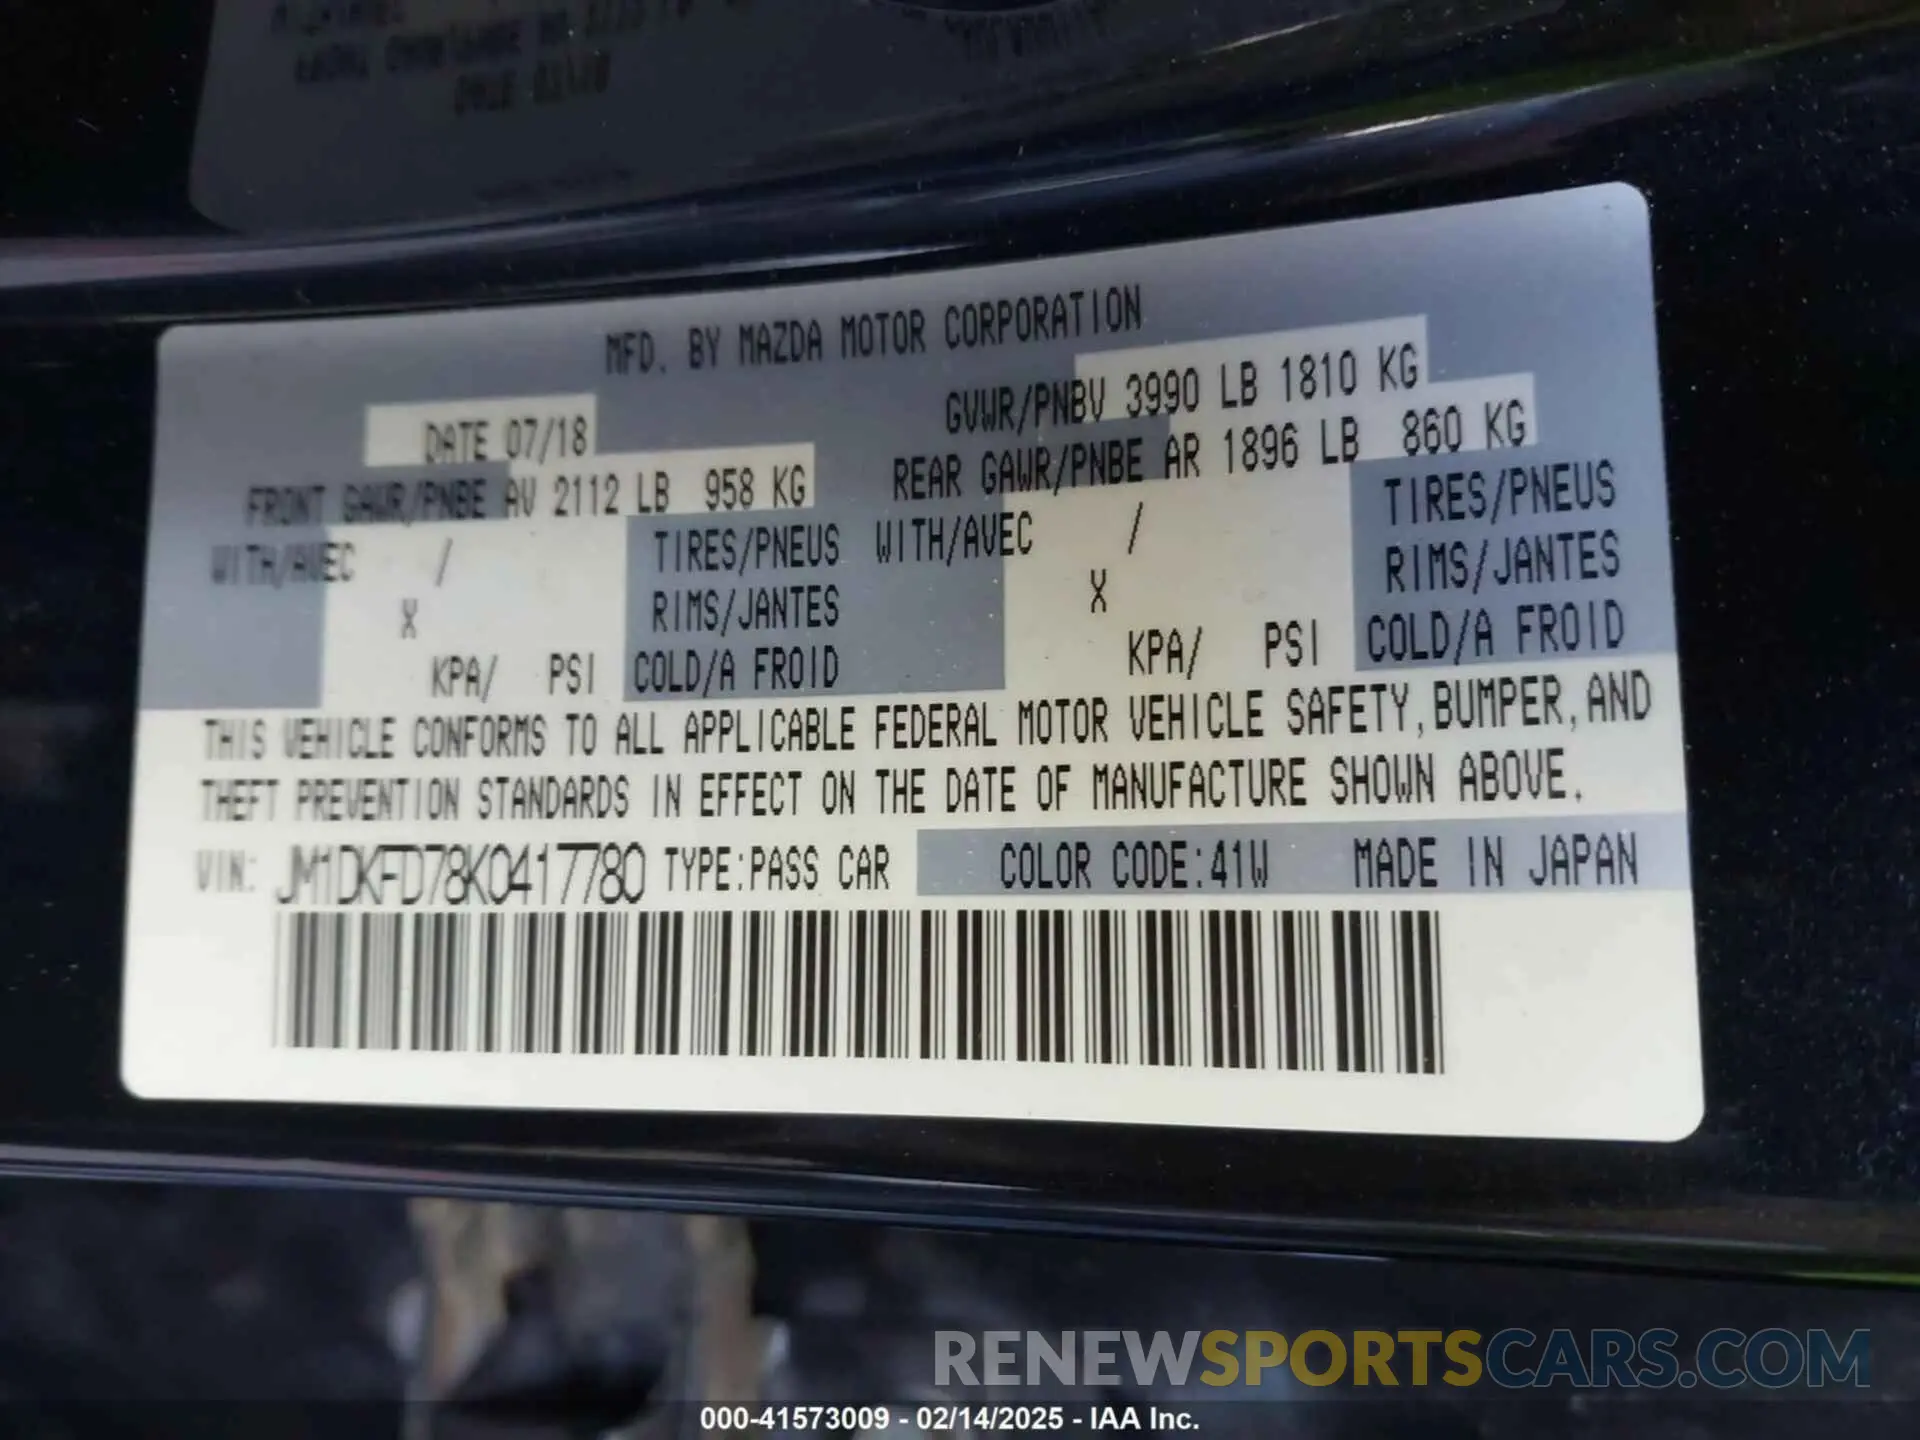 MFD. BY MAZDA MOTOR CORPORATION
DATE 07/18 GVWR/PNBV 3990 LB 1810 KG
FRONT GAWR/PNBE AV 2112 LB 958 KG REAR GAWR/PNBE AR 1896 LB 860 KG
WITH/AVEC / TIRES/PNEUS WITH/AVEC / TIRES/PNEUS
X RIMS/JANTES X RIMS/JANTES
KPA/ PSI COLD/A FROID KPA/ PSI COLD/A FROID
THIS VEHICLE CONFORMS TO ALL APPLICABLE FEDERAL MOTOR VEHICLE SAFETY, BUMPER, AND
THEFT PREVENTION STANDARDS IN EFFECT ON THE DATE OF MANUFACTURE SHOWN ABOVE.
VIN: JM1DKFD78K0417780 TYPE:PASS CAR COLOR CODE:41W MADE IN JAPAN
RENEWSPORTSCARS.COM
000-41573009 - 02/14/2025 - IAA Inc.